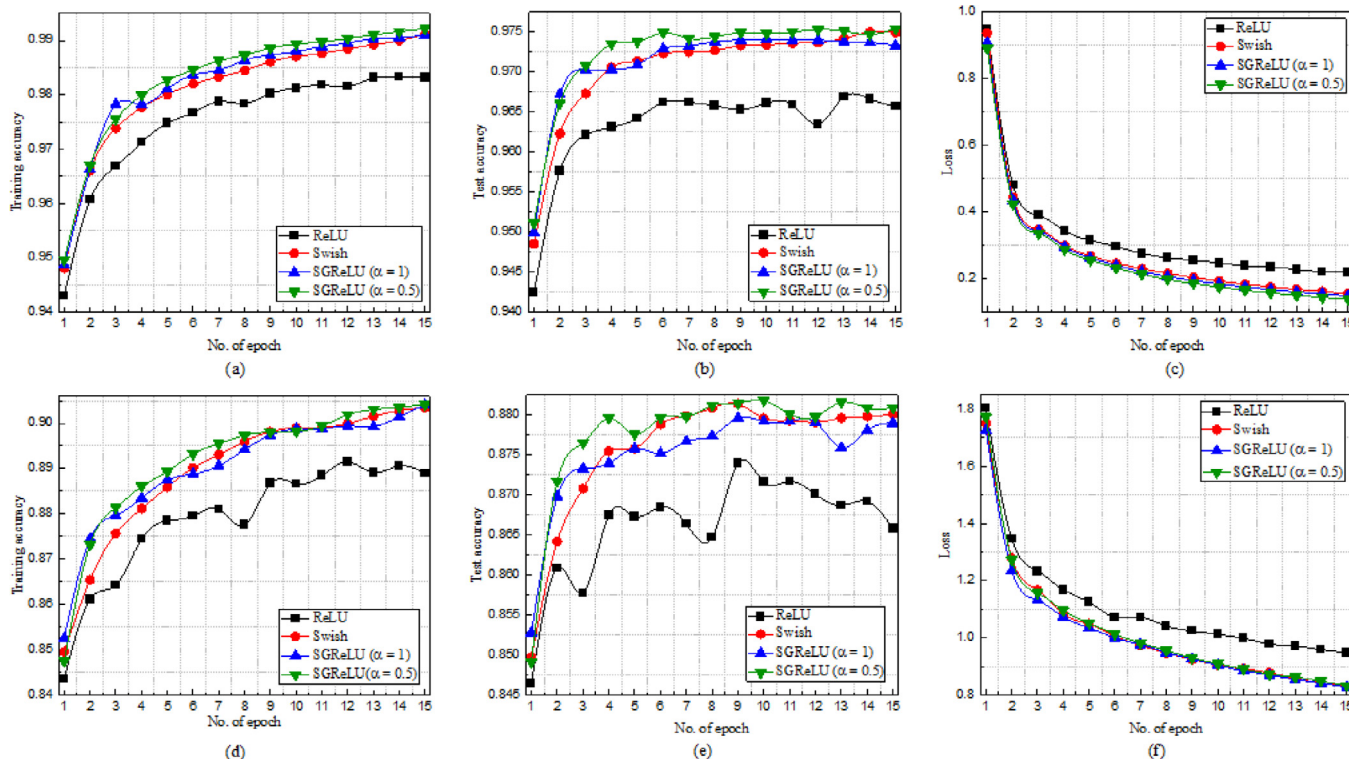 0.99
0.98
0.97
0.96
0.95
0.94
Training accuracy
1 2 3 4 5 6 7 8 9 10 11 12 13 14 15
No. of epoch
ReLU
Swish
SGReLU (α = 1)
SGReLU (α = 0.5)
(a)
0.975
0.970
0.965
0.960
0.955
0.950
0.945
0.940
Test accuracy
1 2 3 4 5 6 7 8 9 10 11 12 13 14 15
No. of epoch
ReLU
Swish
SGReLU (α = 1)
SGReLU (α = 0.5)
(b)
1.0
0.8
0.6
0.4
0.2
Loss
1 2 3 4 5 6 7 8 9 10 11 12 13 14 15
No. of epoch
ReLU
Swish
SGReLU (α = 1)
SGReLU (α = 0.5)
(c)
0.90
0.89
0.88
0.87
0.86
0.85
0.84
Training accuracy
1 2 3 4 5 6 7 8 9 10 11 12 13 14 15
No. of epoch
ReLU
Swish
SGReLU (α = 1)
SGReLU(α = 0.5)
(d)
0.880
0.875
0.870
0.865
0.860
0.855
0.850
0.845
Test accuracy
1 2 3 4 5 6 7 8 9 10 11 12 13 14 15
No. of epoch
ReLU
Swish
SGReLU (α = 1)
SGReLU (α = 0.5)
(e)
1.8
1.6
1.4
1.2
1.0
0.8
Loss
1 2 3 4 5 6 7 8 9 10 11 12 13 14 15
No. of epoch
ReLU
Swish
SGReLU (α = 1)
SGReLU (α = 0.5)
(f)